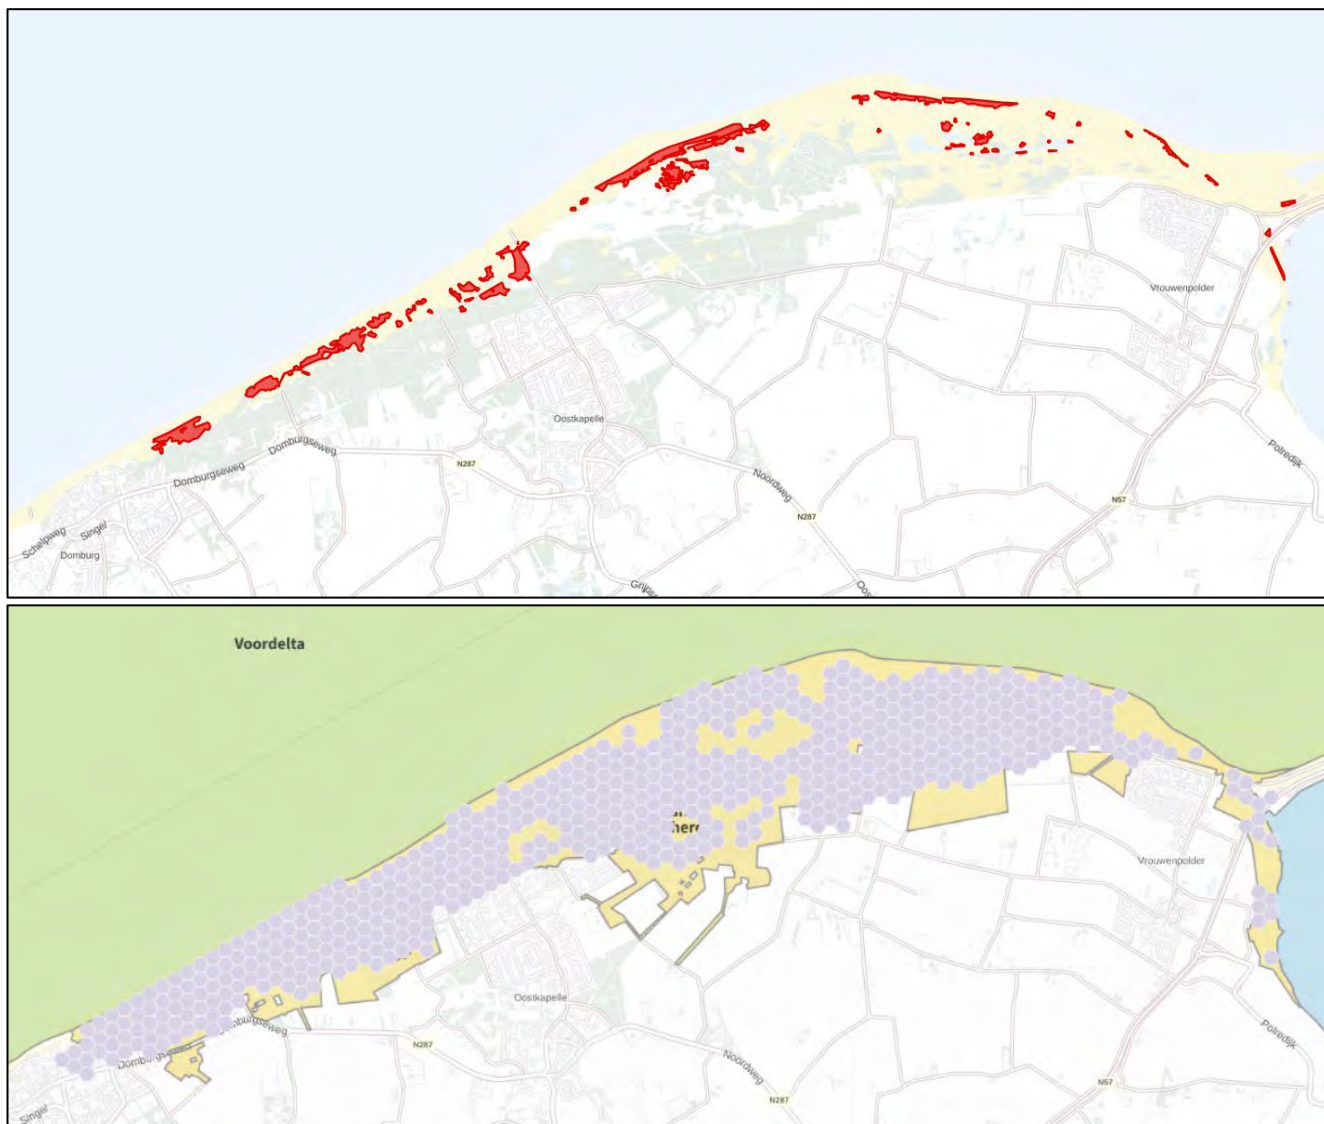 Vrouwenpolder
Oostkapelle
Domburgseweg
Domburgseweg
N287
Polredijk
Noordweg
N57
N287
Schelpweg
Singel
Domburg
Voordelta
Vrouwenpolder
Oostkapelle
Domburgseweg
N287
Polredijk
Noordweg
N57
N287
Singel